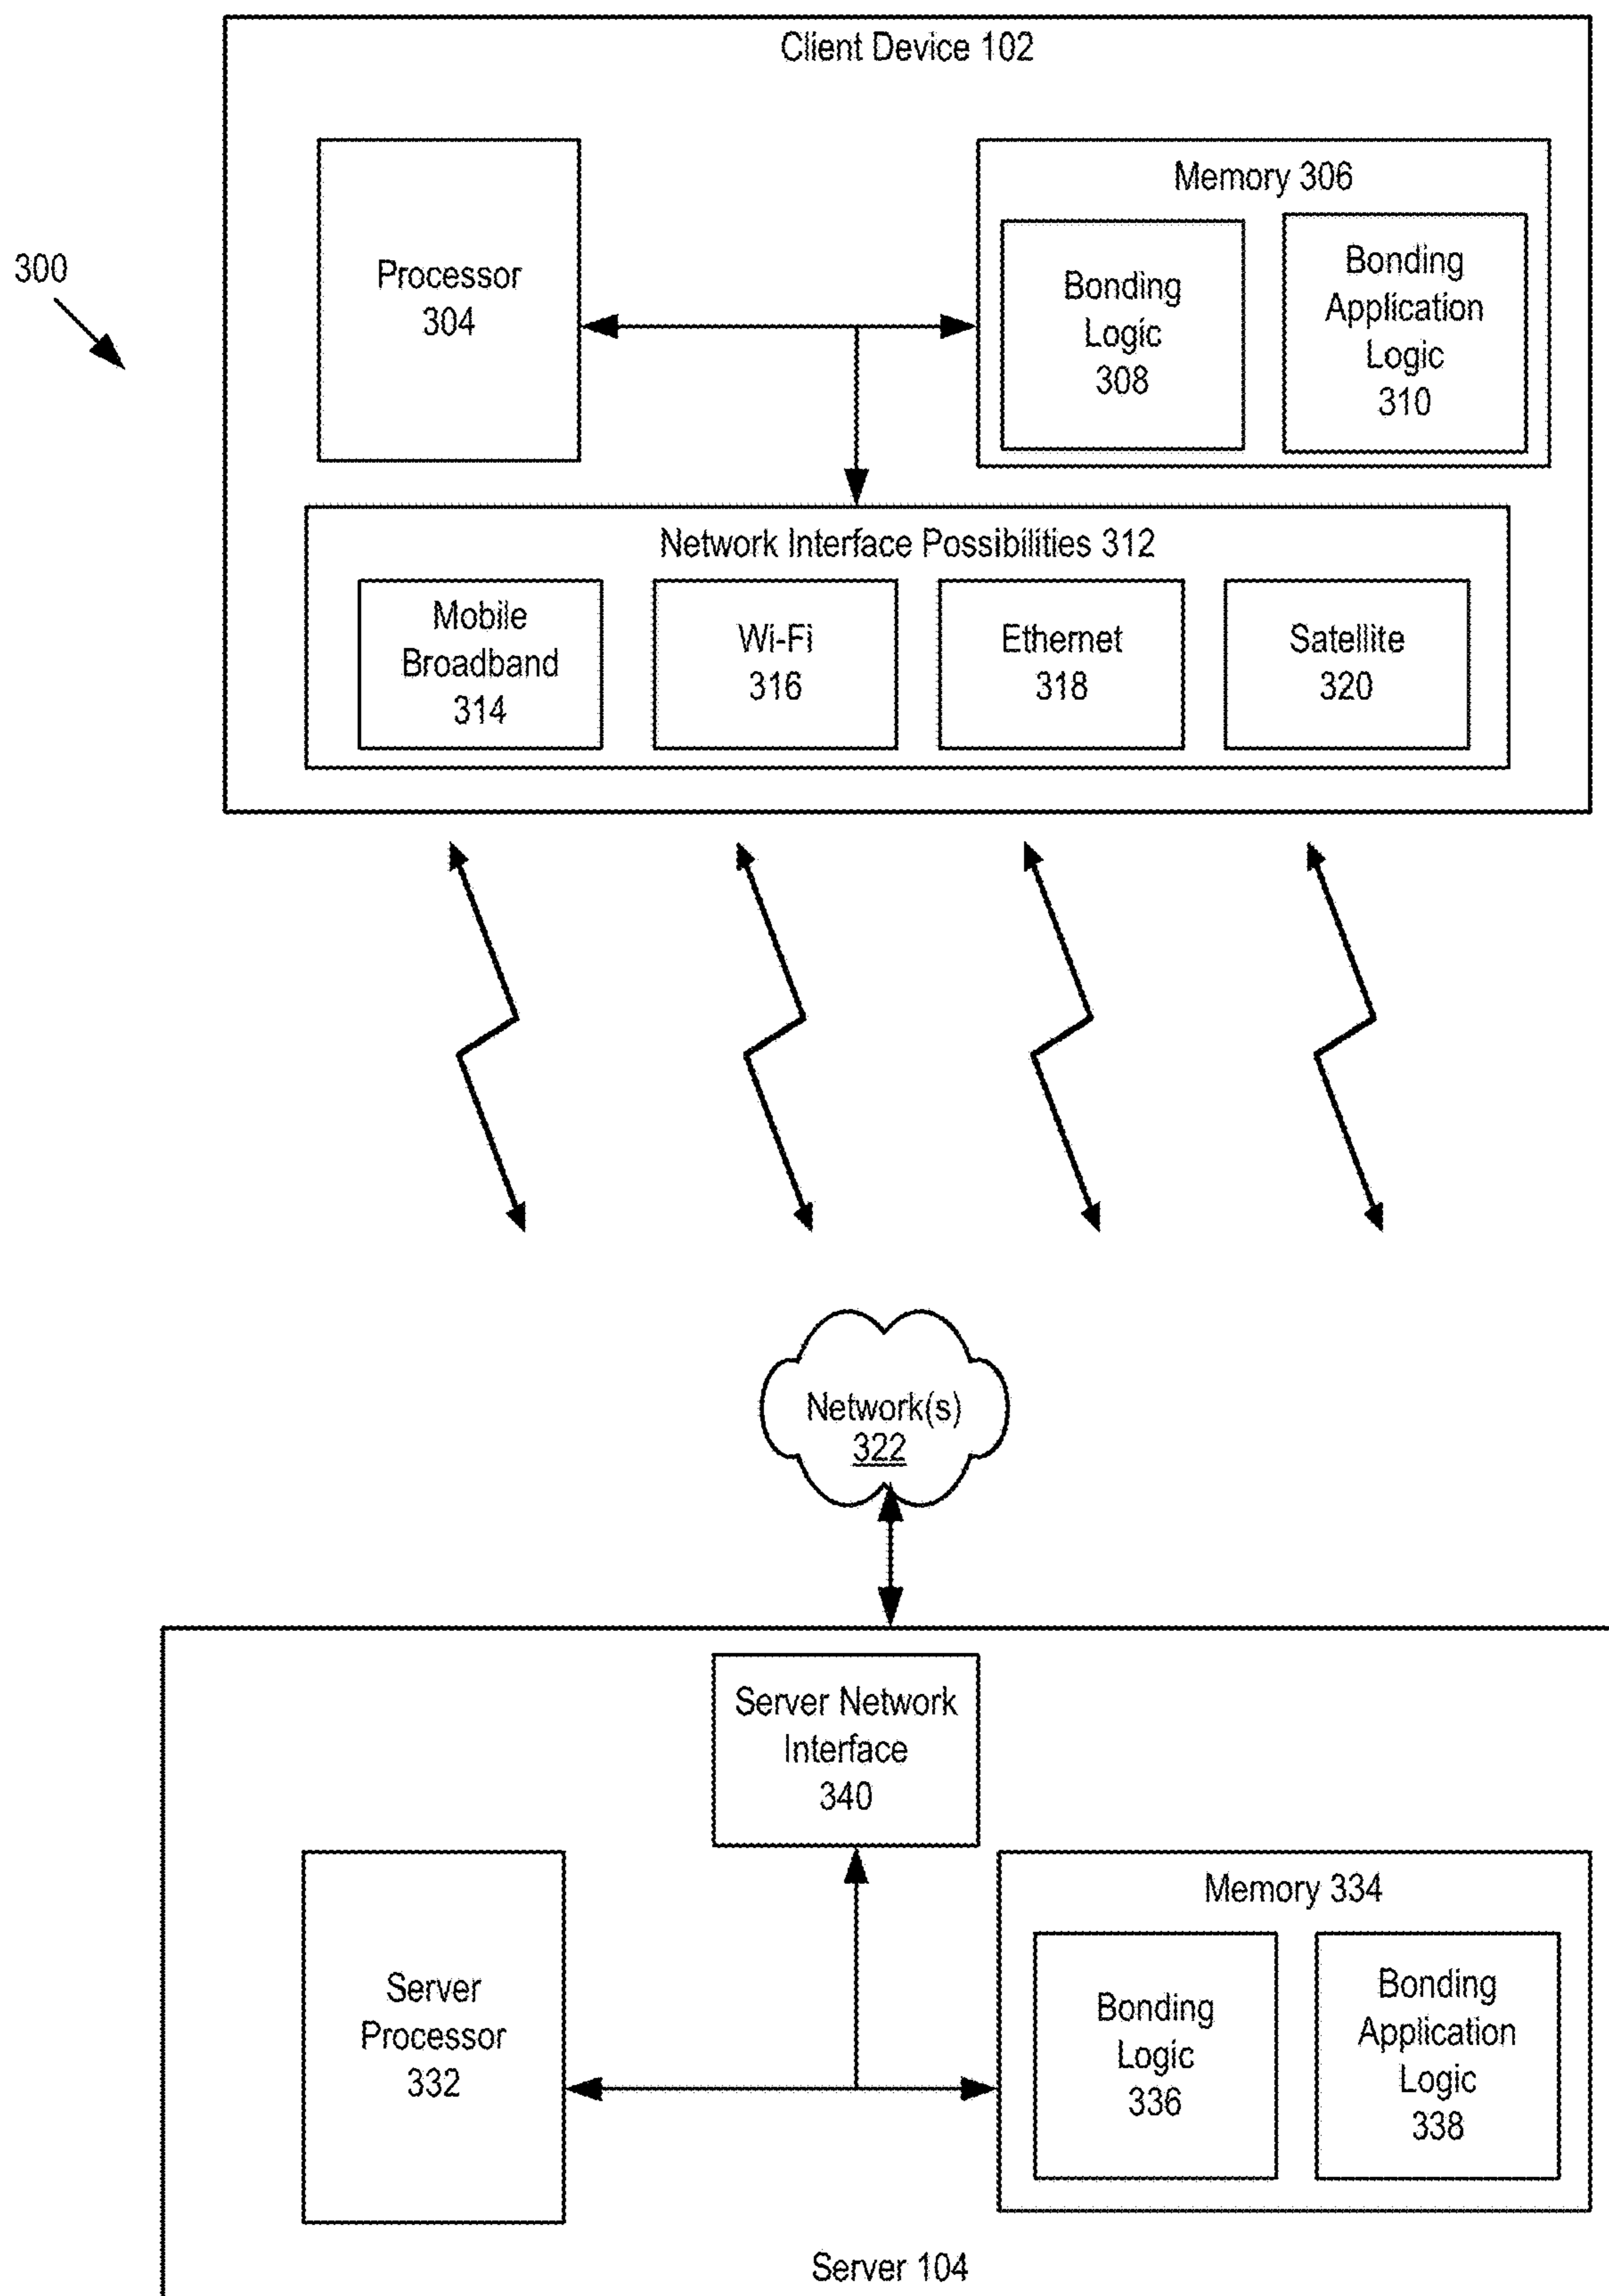 Client Device 102
300
Processor
304
Memory 306
Bonding
Logic
308
Bonding
Application
Logic
310
Network Interface Possibilities 312
Mobile
Broadband
314
Wi-Fi
316
Ethernet
318
Satellite
320
Network(s)
322
Server Network
Interface
340
Server
Processor
332
Memory 334
Bonding
Logic
336
Bonding
Application
Logic
338
Server 104